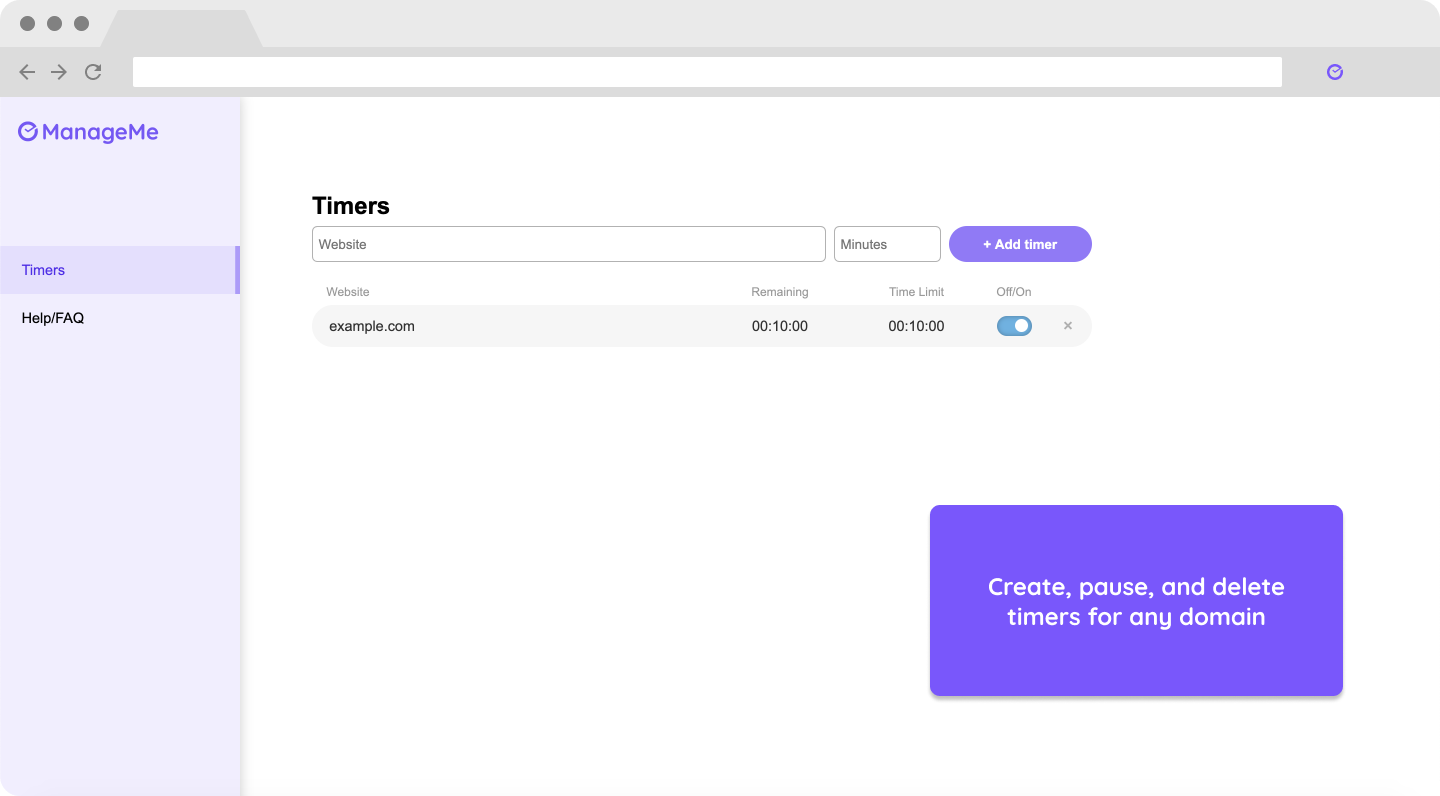 ManageMe
Timers
Help/FAQ
Timers
Website Minutes + Add timer
Website Remaining Time Limit Off/On
example.com 00:10:00 00:10:00 ×
Create, pause, and delete
timers for any domain